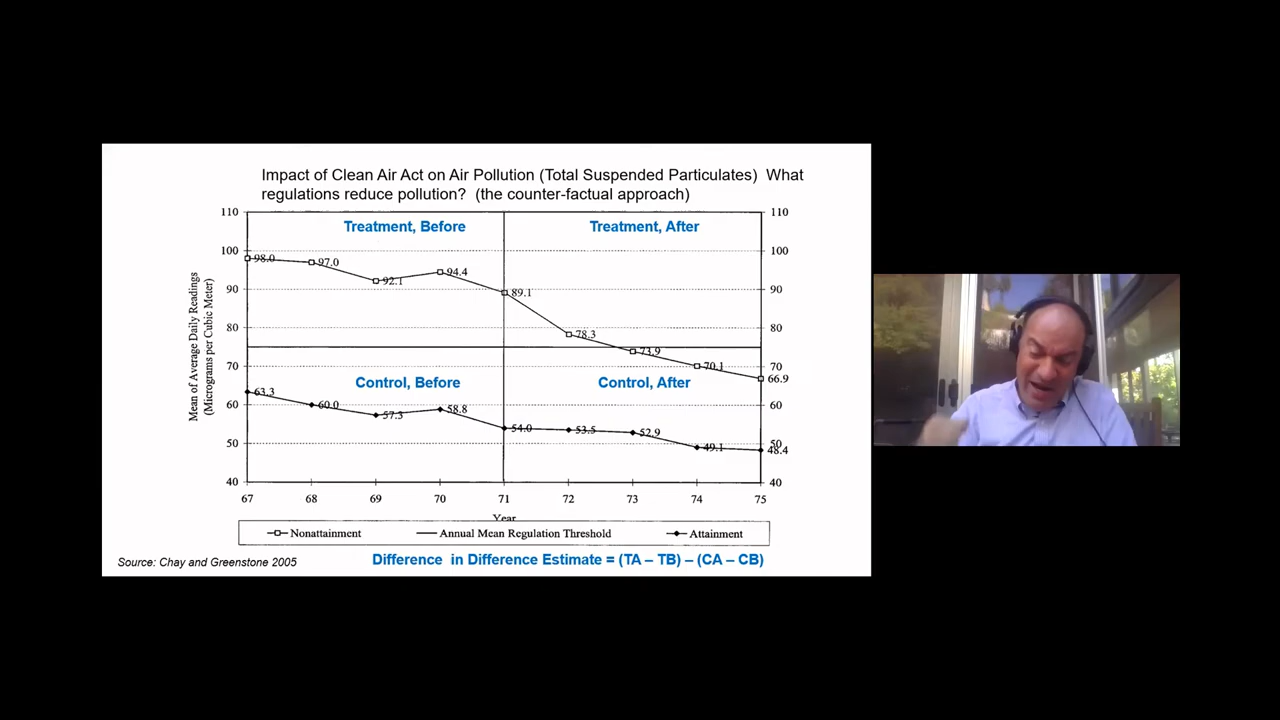 Impact of Clean Air Act on Air Pollution (Total Suspended Particulates) What
regulations reduce pollution? (the counter-factual approach)
110 110
Treatment, Before Treatment, After
100 100
98.0 97.0 92.1 94.4
90 89.1 90
80 78.3 80
73.9
70 70.1 70
66.9
Control, Before Control, After
63.3
60 60.0 57.3 58.8 60
54.0 53.5 52.9
50 49.1 50
48.4
40 40
Mean of Average Daily Readings
(Micrograms per Cubic Meter)
67 68 69 70 71 72 73 74 75
Year
Nonattainment Annual Mean Regulation Threshold Attainment
Source: Chay and Greenstone 2005
Difference in Difference Estimate = (TA – TB) – (CA – CB)